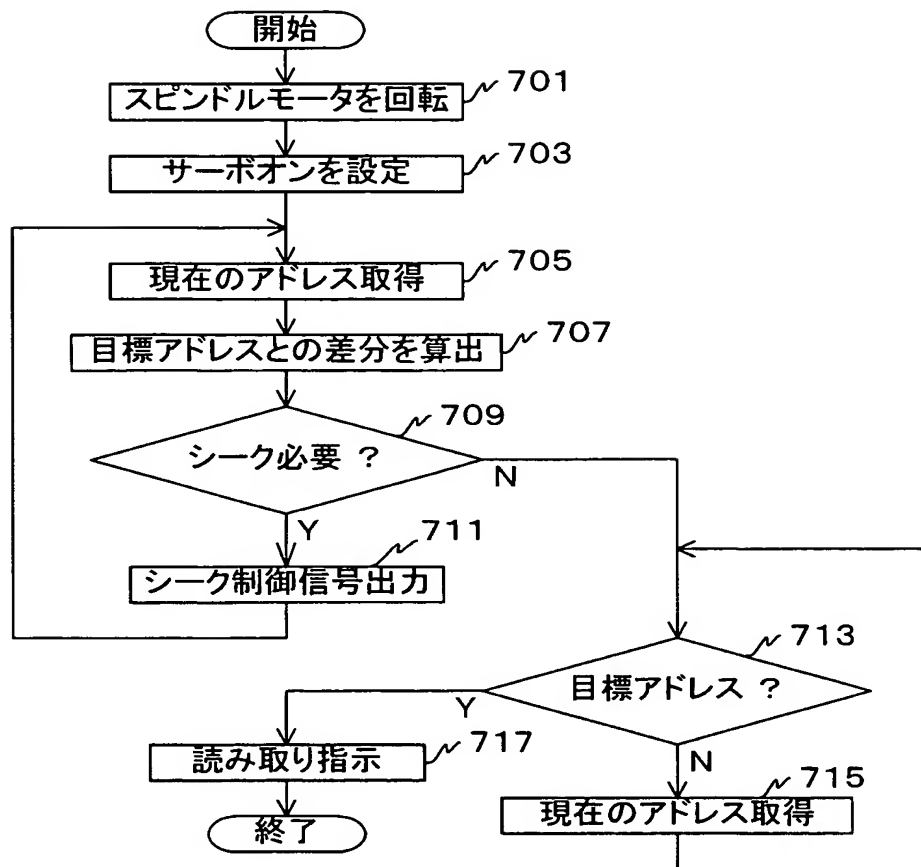 開始
スピンドルモータを回転
701
サーボオンを設定
703
現在のアドレス取得
705
目標アドレスとの差分を算出
707
シーク必要 ?
709
N
Y
シーク制御信号出力
711
目標アドレス ?
713
Y
N
読み取り指示
717
現在のアドレス取得
715
終了